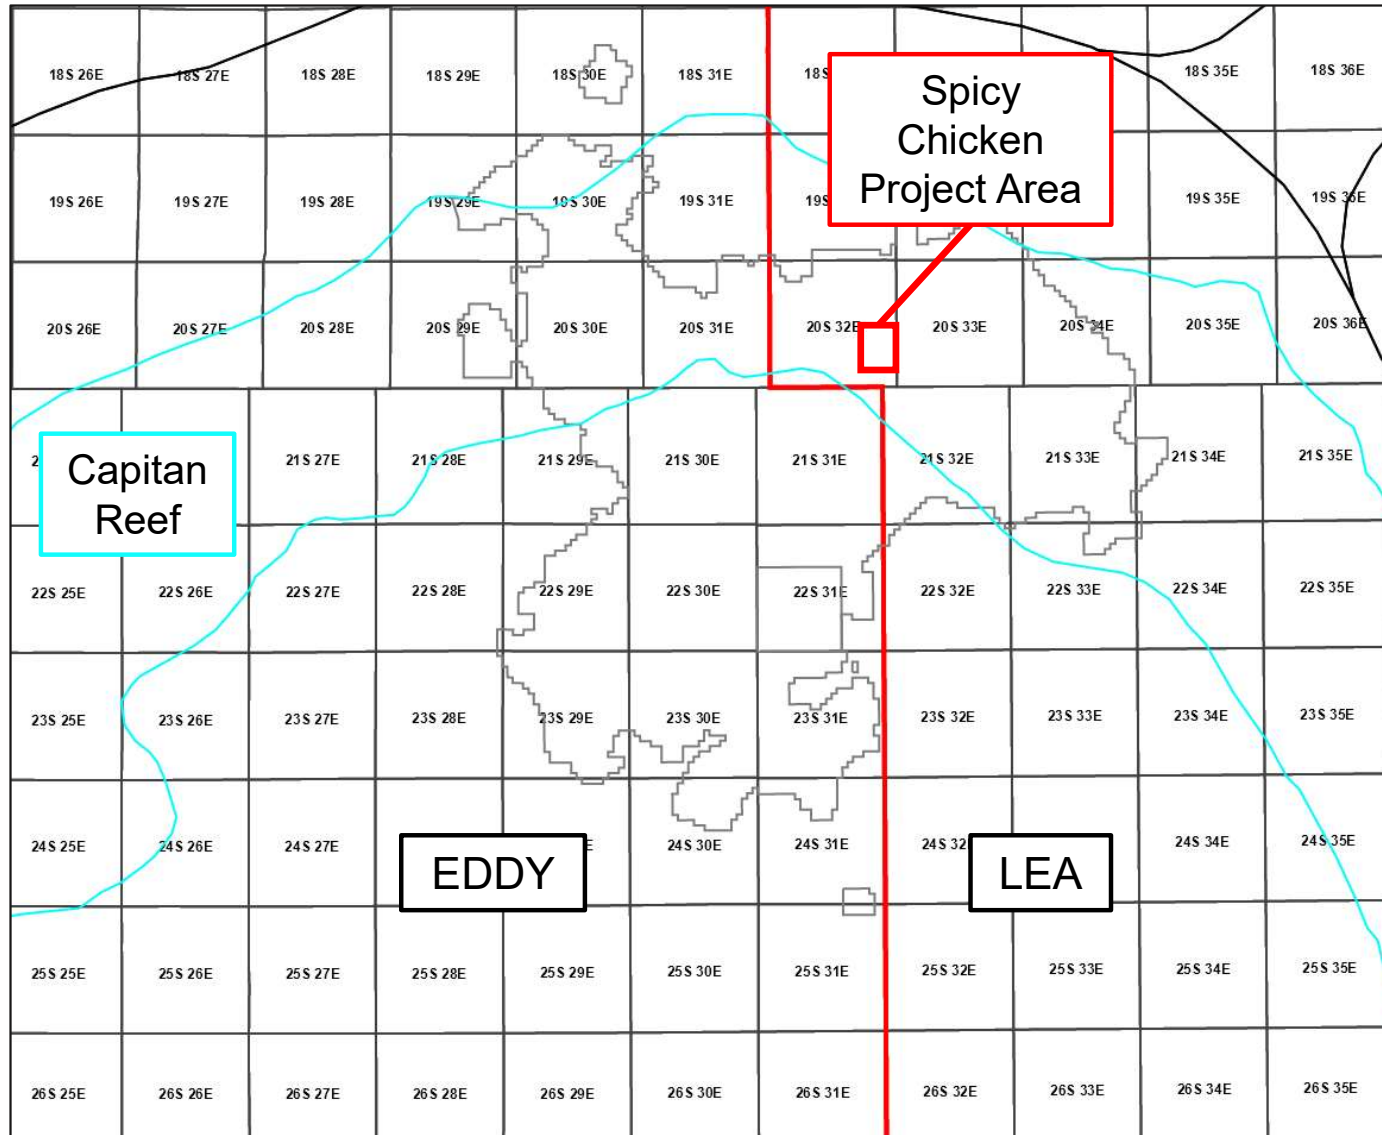 18S 26E
18S 27E
18S 28E
18S 29E
18S 30E
18S 31E
18S
18S 35E
18S 36E
Spicy
Chicken
Project Area
19S 26E
19S 27E
19S 28E
19S 29E
19S 30E
19S 31E
19S
19S 35E
19S 36E
20S 26E
20S 27E
20S 28E
20S 29E
20S 30E
20S 31E
20S 32E
20S 33E
20S 34E
20S 35E
20S 36E
Capitan
Reef
21S 27E
21S 28E
21S 29E
21S 30E
21S 31E
21S 32E
21S 33E
21S 34E
21S 35E
22S 25E
22S 26E
22S 27E
22S 28E
22S 29E
22S 30E
22S 31E
22S 32E
22S 33E
22S 34E
22S 35E
23S 25E
23S 26E
23S 27E
23S 28E
23S 29E
23S 30E
23S 31E
23S 32E
23S 33E
23S 34E
23S 35E
24S 25E
24S 26E
24S 27E
24S 30E
24S 31E
24S 32
24S 34E
24S 35E
EDDY
LEA
25S 25E
25S 26E
25S 27E
25S 28E
25S 29E
25S 30E
25S 31E
25S 32E
25S 33E
25S 34E
25S 35E
26S 25E
26S 26E
26S 27E
26S 28E
26S 29E
26S 30E
26S 31E
26S 32E
26S 33E
26S 34E
26S 35E